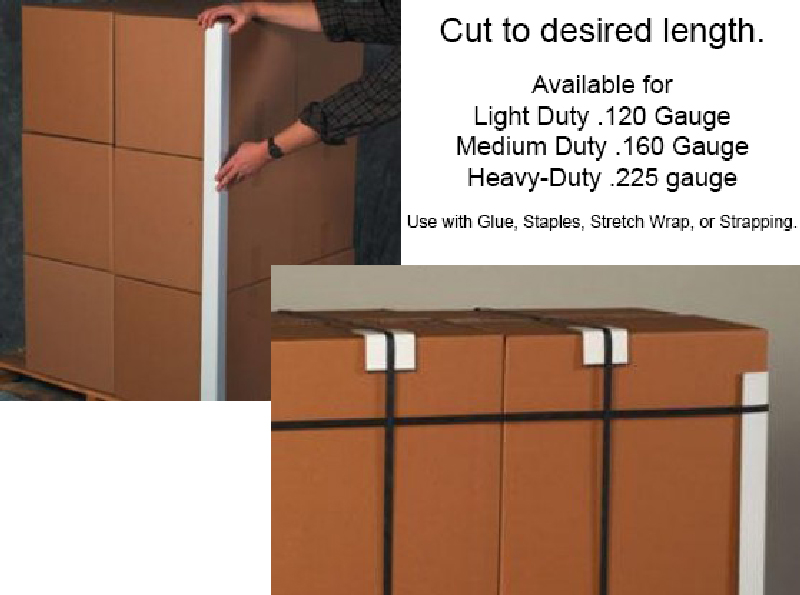 Cut to desired length.
Available for
Light Duty .120 Gauge
Medium Duty .160 Gauge
Heavy-Duty .225 gauge
Use with Glue, Staples, Stretch Wrap, or Strapping.